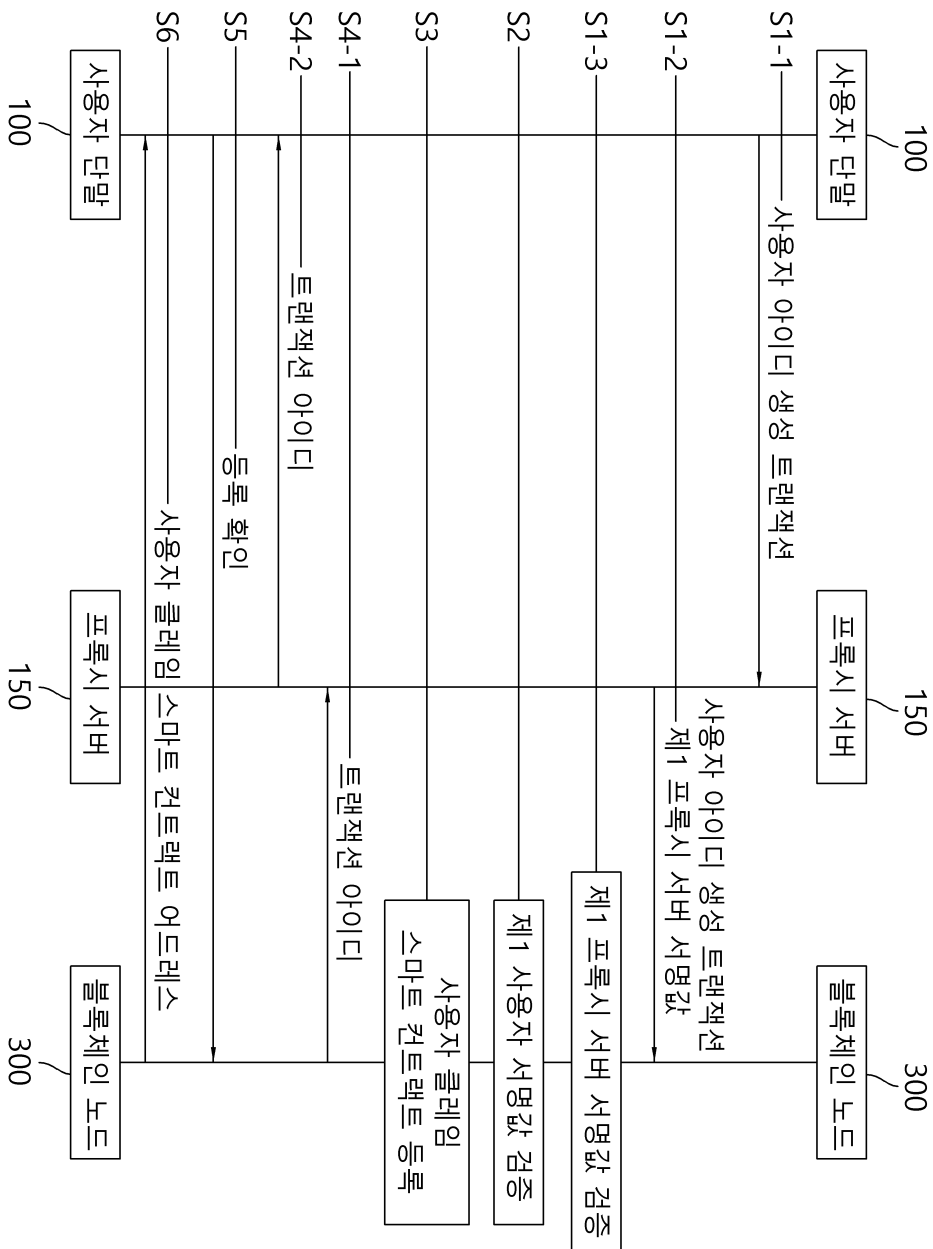 100
150
300
사용자 단말
프록시 서버
블록체인 노드
S1-1
사용자 아이디 생성 트랜잭션
S1-2
사용자 아이디 생성 트랜잭션
제1 프록시 서버 서명값
S1-3
제1 프록시 서버 서명값 검증
S2
제1 사용자 서명값 검증
S3
사용자 클레임
스마트 컨트랙트 등록
S4-1
트랜잭션 아이디
S4-2
트랜잭션 아이디
S5
등록 확인
S6
사용자 클레임 스마트 컨트랙트 어드레스
사용자 단말
프록시 서버
블록체인 노드
100
150
300